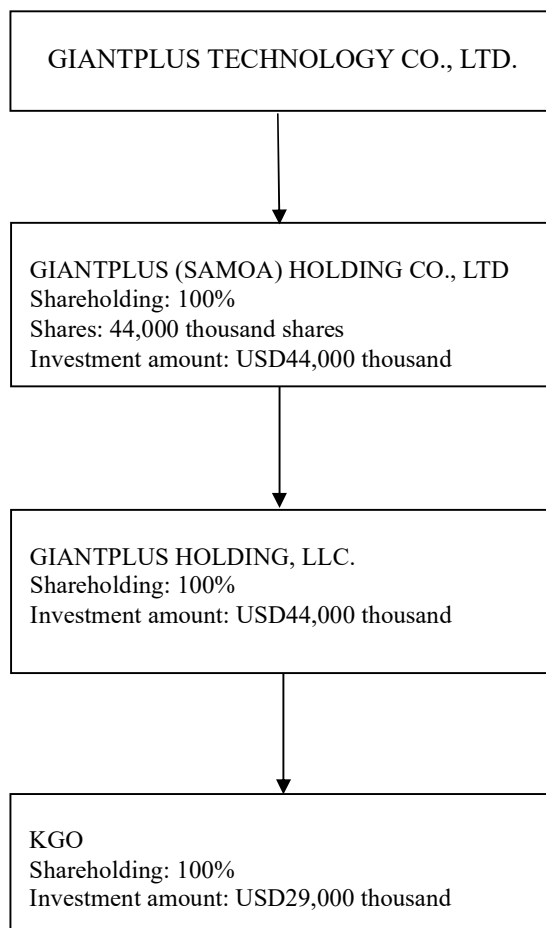 GIANTPLUS TECHNOLOGY CO., LTD.
GIANTPLUS (SAMOA) HOLDING CO., LTD
Shareholding: 100%
Shares: 44,000 thousand shares
Investment amount: USD44,000 thousand
GIANTPLUS HOLDING, LLC.
Shareholding: 100%
Investment amount: USD44,000 thousand
KGO
Shareholding: 100%
Investment amount: USD29,000 thousand